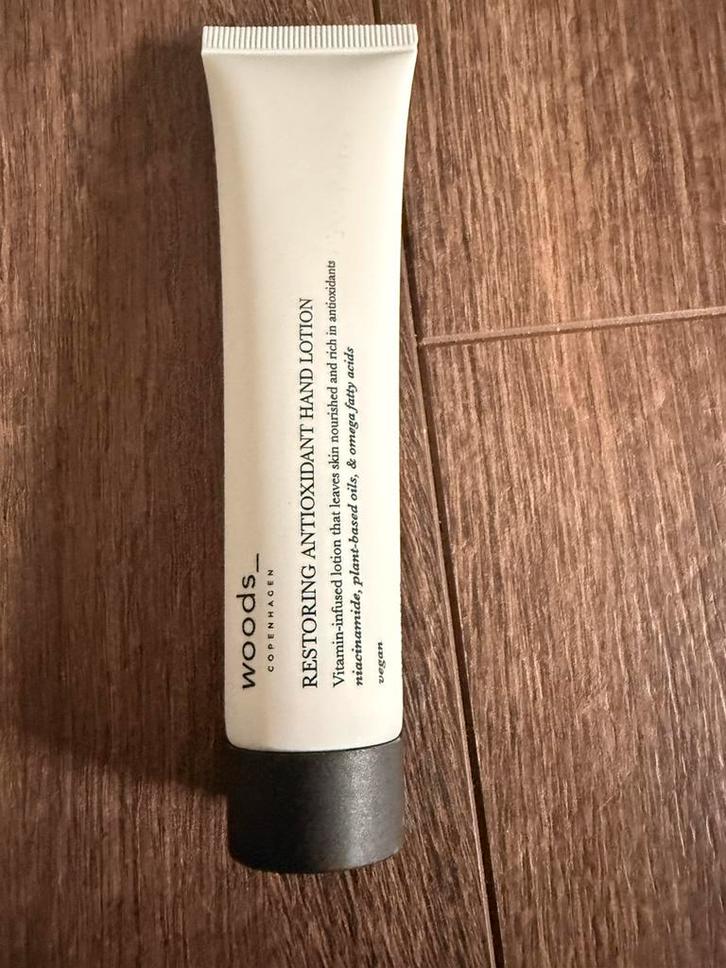 woods_
COPENHAGEN
RESTORING ANTIOXIDANT HAND LOTION
Vitamin-infused lotion that leaves skin nourished and rich in antioxidants
niacinamide, plant-based oils, & omega fatty acids
vegan